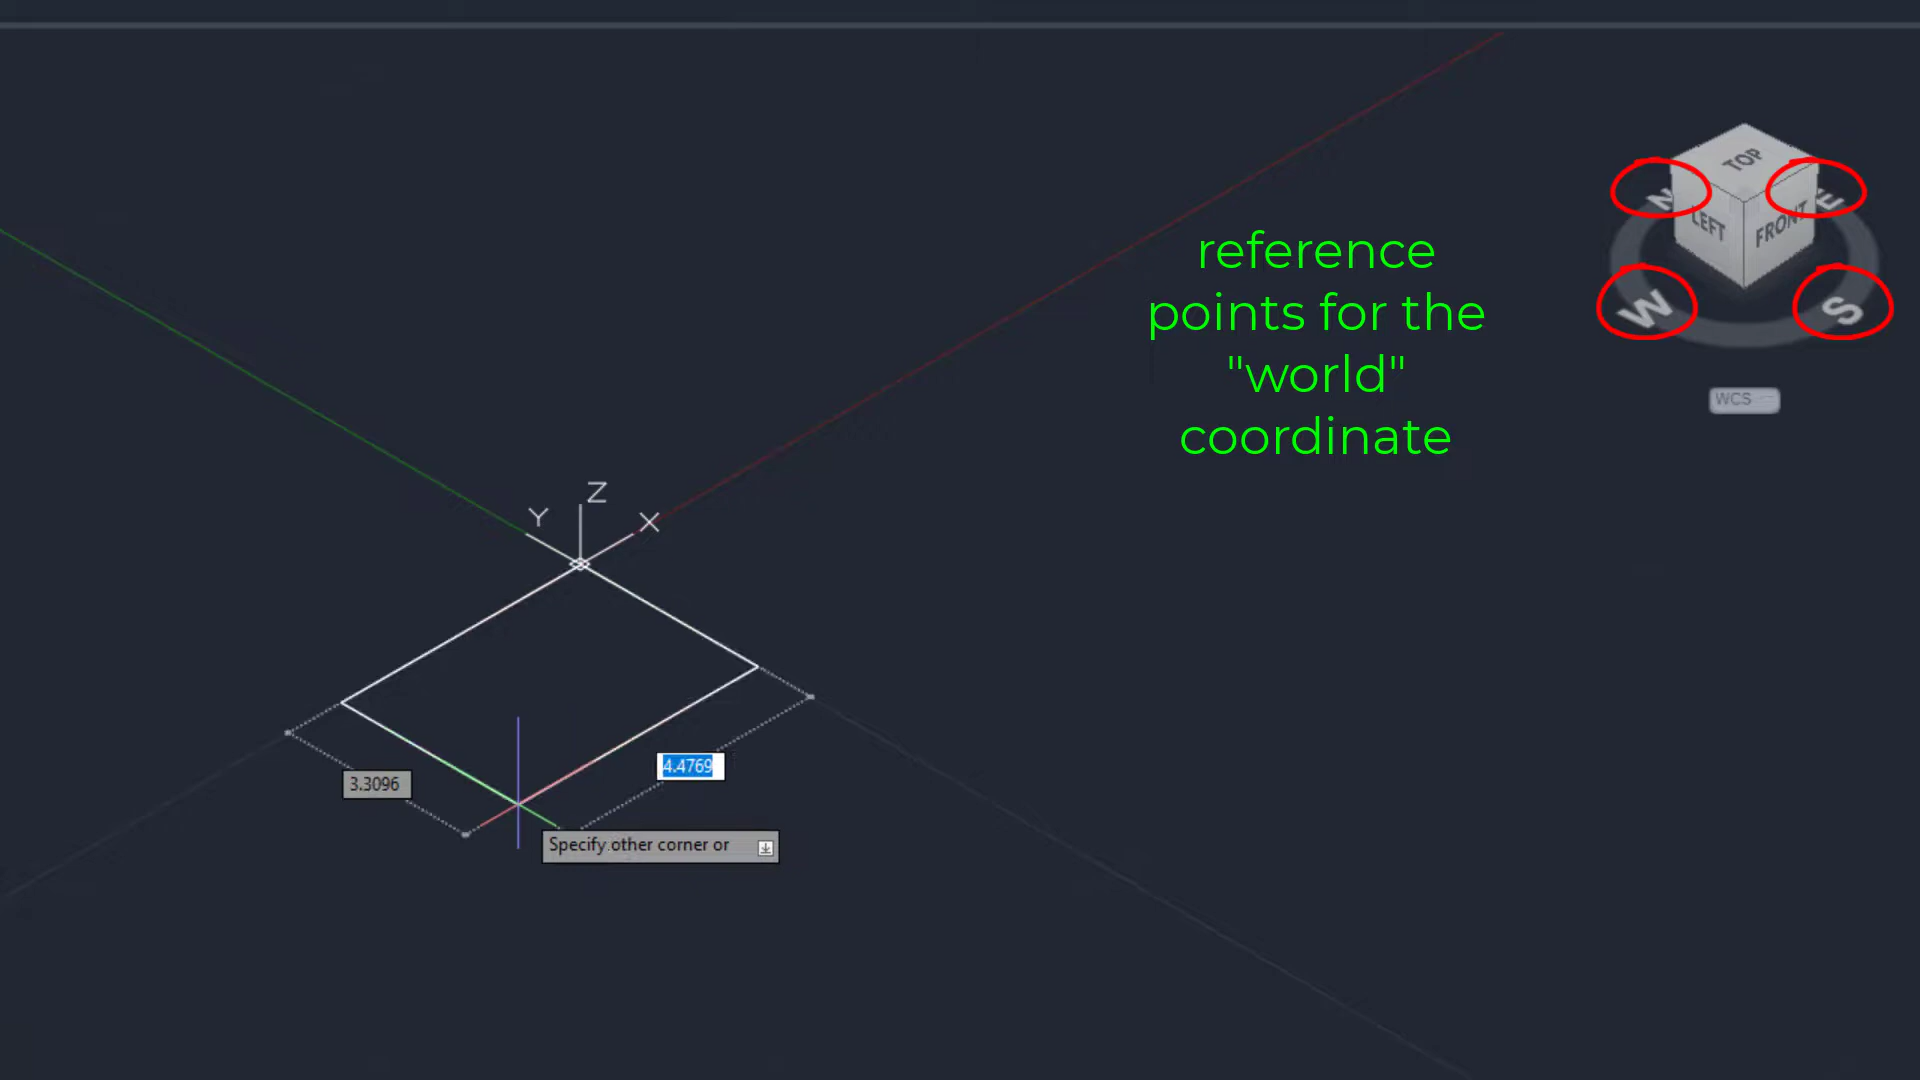 TOP
N
E
LEFT
FRONT
reference
points for the
"world"
coordinate
W
S
WCS
Z
Y
X
4.4769
3.3096
Specify other corner or